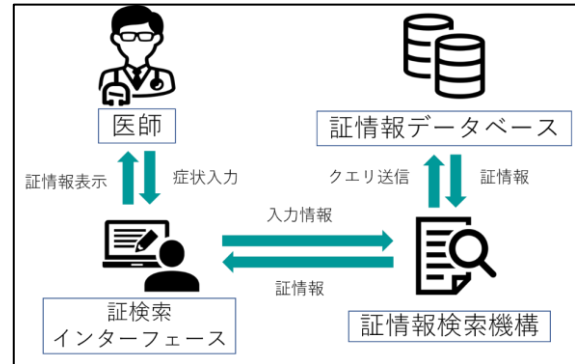 医師
証情報データベース
証情報表示
症状入力
クエリ送信
証情報
入力情報
証情報
証検索
インターフェース
証情報検索機構